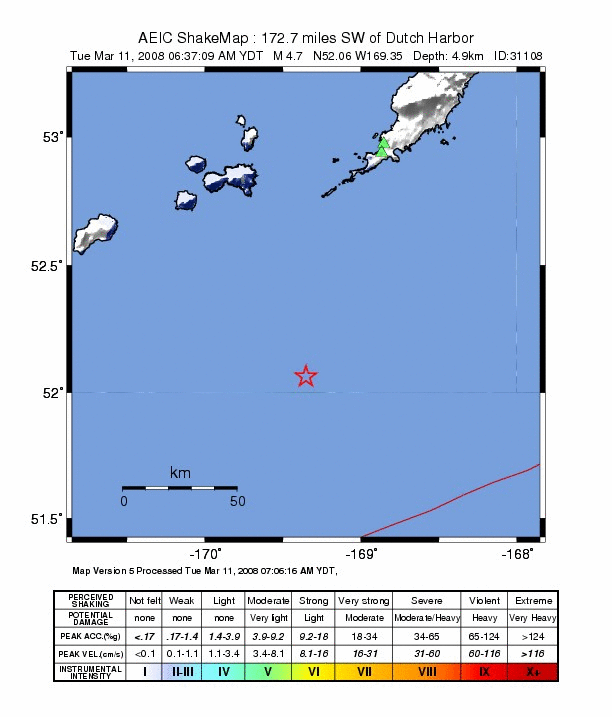 AEIC ShakeMap : 172.7 miles SW of Dutch Harbor
Tue Mar 11, 2008 06:37:09 AM YDT, M 4.7 N52.06 W169.35 Depth: 4.9km ID:31108
53°
52.5°
52°
51.5°
km
0 50
-170° -169° -168°
Map Version 5 Processed Tue Mar 11, 2008 07:06:16 AM YDT,
PERCEIVED SHAKING Not felt Weak Light Moderate Strong Very strong Severe Violent Extreme
POTENTIAL DAMAGE none none none Very light Light Moderate Moderate/Heavy Heavy Very Heavy
PEAK ACC.(%g) <.17 .17-1.4 1.4-3.9 3.9-9.2 9.2-18 18-34 34-65 65-124 >124
PEAK VEL.(cm/s) <0.1 0.1-1.1 1.1-3.4 3.4-8.1 8.1-16 16-31 31-60 60-116 >116
INSTRUMENTAL INTENSITY I II-III IV V VI VII VIII IX X+